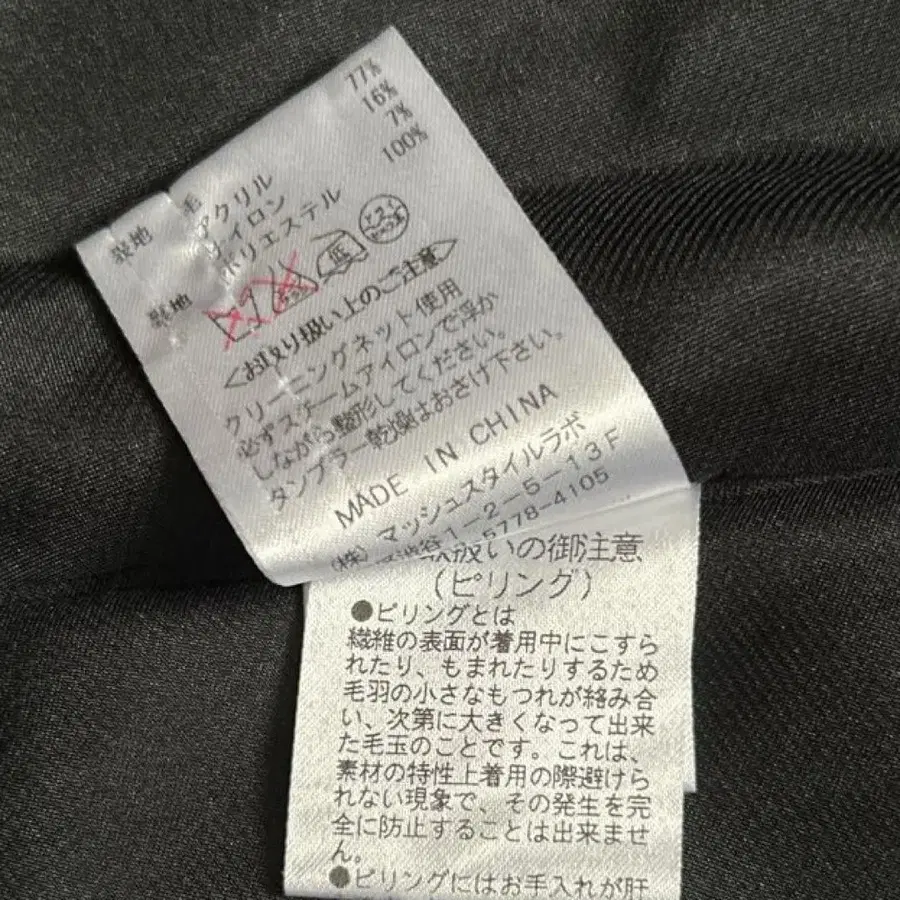 表地 毛 77%
アクリル 16%
ナイロン 7%
裏地 ポリエステル 100%
低
ドライ
<お取り扱い上のご注意>
クリーニングネット使用
必ずスチームアイロンで浮か
しながら整形してください。
タンブラー乾燥はおさけ下さい。
MADE IN CHINA
(株)マッシュスタイルラボ
渋谷1-2-5-13F
5778-4105
取扱いの御注意
(ピリング)
●ピリングとは
繊維の表面が着用中にこすら
れたり、もまれたりするため
毛羽の小さなもつれが絡み合
い、次第に大きくなって出来
た毛玉のことです。これは、
素材の特性上着用の際避けら
れない現象で、その発生を完
全に防止することは出来ませ
ん。
●ピリングにはお手入れが肝